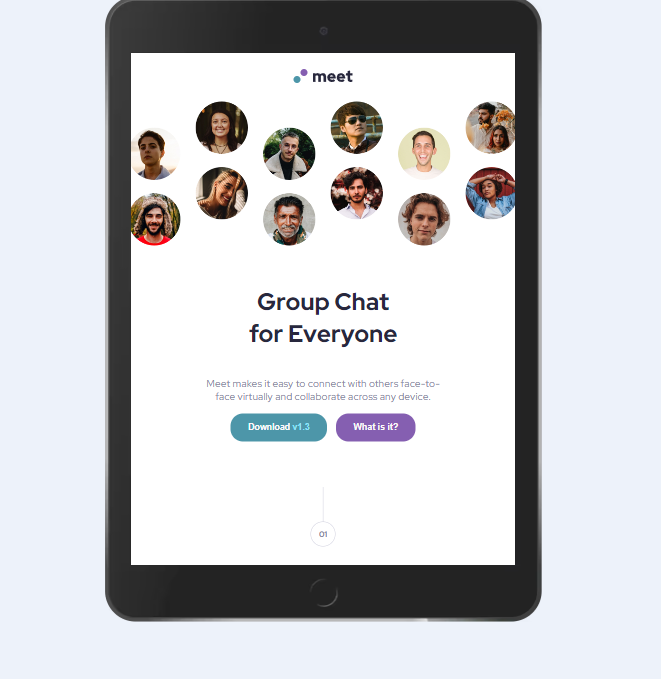 meet
Group Chat
for Everyone
Meet makes it easy to connect with others face-to-
face virtually and collaborate across any device.
Download v1.3
What is it?
01